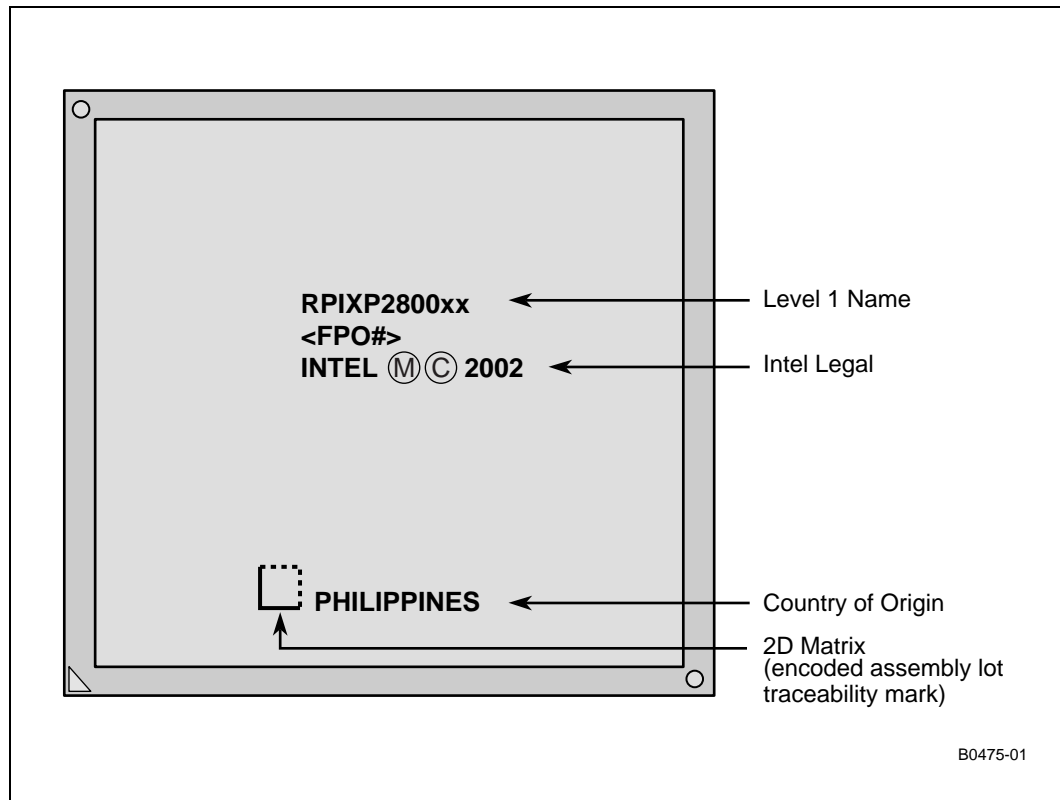 RPIXP2800xx
<FPO#>
INTEL Ⓜ Ⓒ 2002
PHILIPPINES
Level 1 Name
Intel Legal
Country of Origin
2D Matrix
(encoded assembly lot
traceability mark)
B0475-01